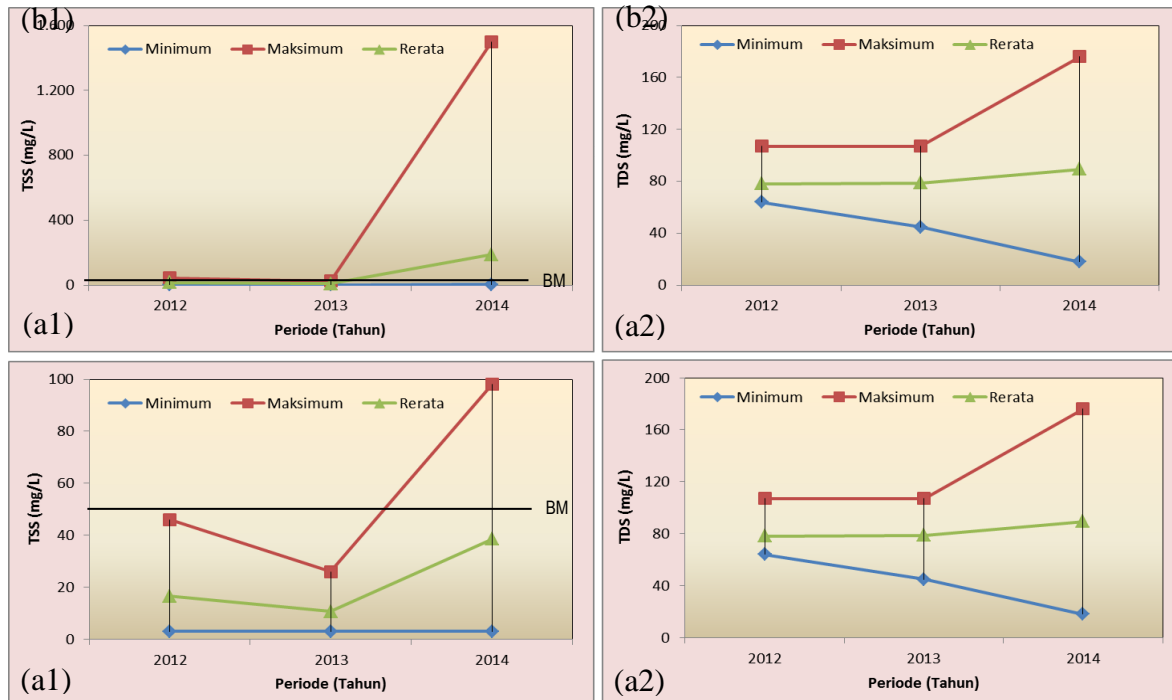 (b1)
1.600
Minimum Maksimum Rerata
1.200
800
400
0
TSS (mg/L)
BM
2012 2013 2014
Periode (Tahun)
(a1)
(b2)
200
Minimum Maksimum Rerata
160
120
80
40
0
TDS (mg/L)
2012 2013 2014
Periode (Tahun)
(a2)
100
Minimum Maksimum Rerata
80
60
40
20
0
TSS (mg/L)
BM
2012 2013 2014
Periode (Tahun)
(a1)
200
Minimum Maksimum Rerata
160
120
80
40
0
TDS (mg/L)
2012 2013 2014
Periode (Tahun)
(a2)